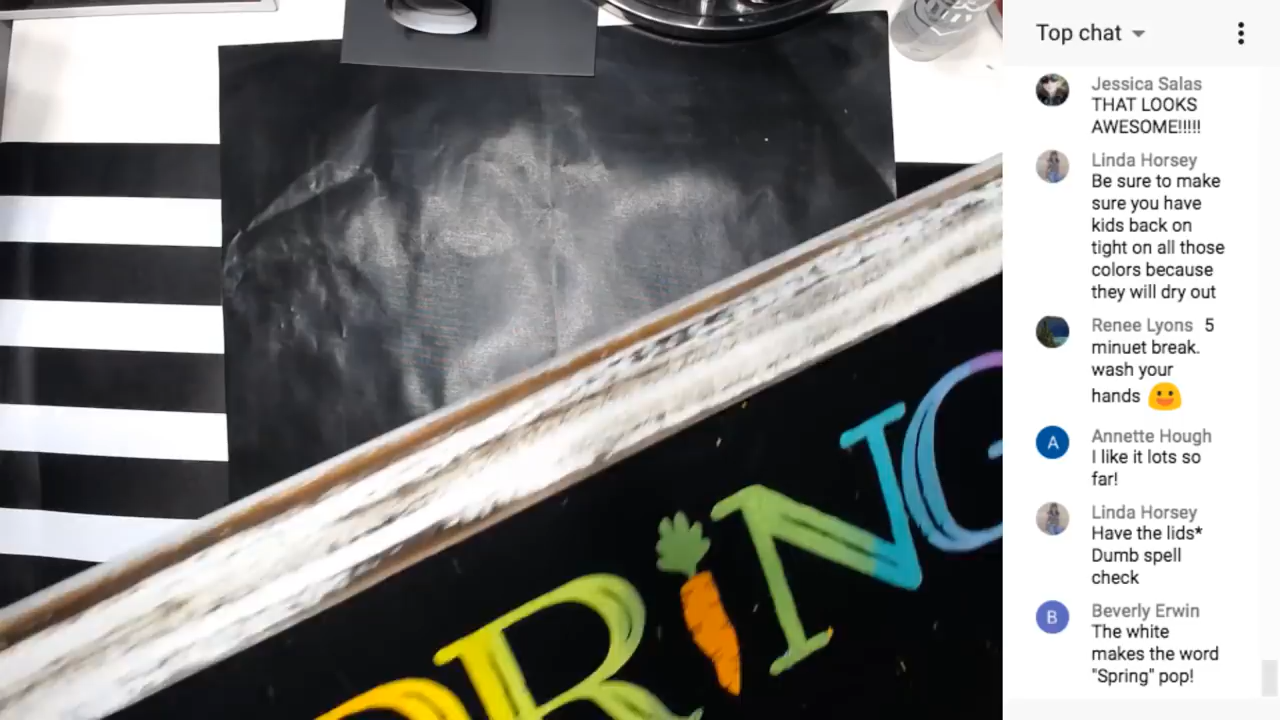 PRiNG
Top chat
Jessica Salas
THAT LOOKS
AWESOME!!!!!
Linda Horsey
Be sure to make
sure you have
kids back on
tight on all those
colors because
they will dry out
Renee Lyons 5
minuet break.
wash your
hands 😃
A
Annette Hough
I like it lots so
far!
Linda Horsey
Have the lids*
Dumb spell
check
B
Beverly Erwin
The white
makes the word
"Spring" pop!